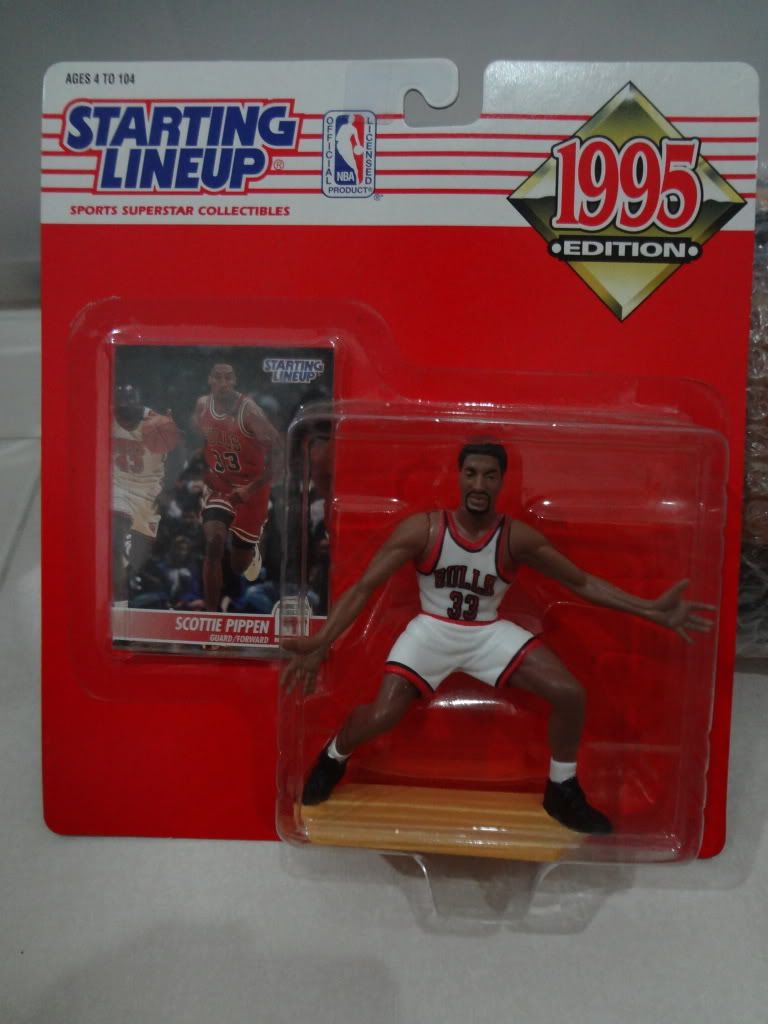 AGES 4 TO 104
STARTING
LINEUP®
SPORTS SUPERSTAR COLLECTIBLES
OFFICIAL
LICENSED
NBA
PRODUCT®
1995
•EDITION•
STARTING
LINEUP
BULLS
33
33
SCOTTIE PIPPEN
GUARD/FORWARD
BULLS
33